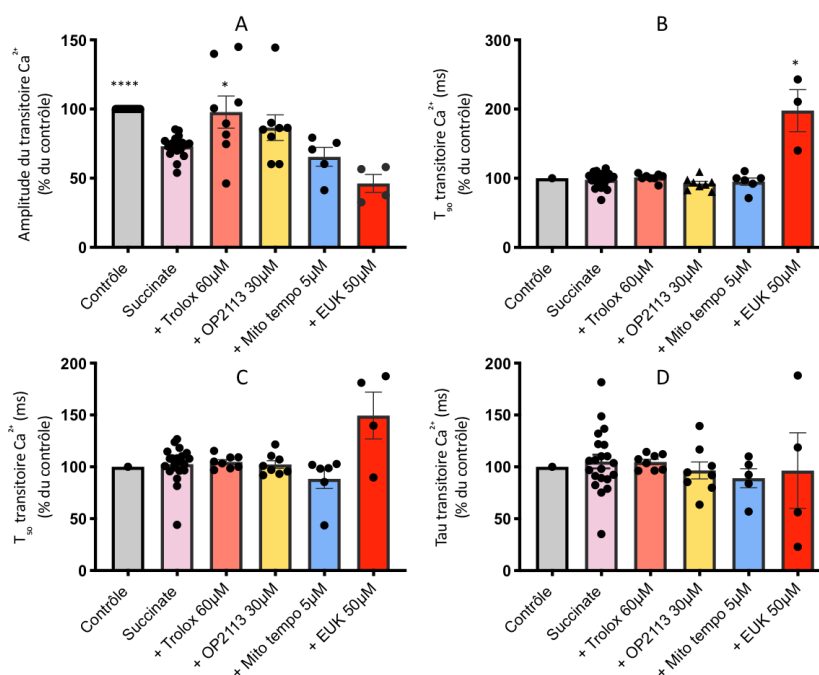 A
Amplitude du transitoire Ca²⁺
(% du contrôle)
150
100
50
0
****
*
Contrôle
Succinate
+ Trolox 60µM
+ OP2113 30µM
+ Mito tempo 5µM
+ EUK 50µM
B
T₉₀ transitoire Ca²⁺ (ms)
(% du contrôle)
300
200
100
0
*
Contrôle
Succinate
+ Trolox 60µM
+ OP2113 30µM
+ Mito tempo 5µM
+ EUK 50µM
C
T₅₀ transitoire Ca²⁺ (ms)
(% du contrôle)
200
150
100
50
0
Contrôle
Succinate
+ Trolox 60µM
+ OP2113 30µM
+ Mito tempo 5µM
+ EUK 50µM
D
Tau transitoire Ca²⁺ (ms)
(% du contrôle)
200
150
100
50
0
Contrôle
Succinate
+ Trolox 60µM
+ OP2113 30µM
+ Mito tempo 5µM
+ EUK 50µM